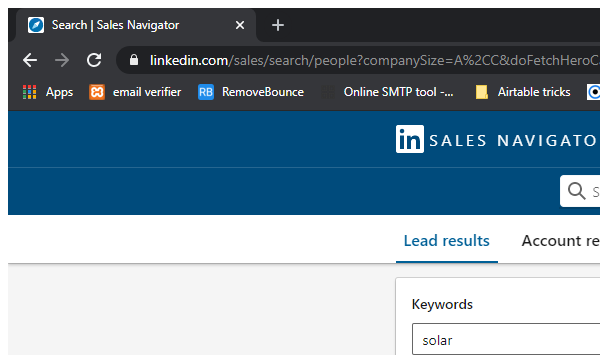 Search | Sales Navigator
linkedin.com/sales/search/people?companySize=A%2CC&doFetchHeroC
Apps email verifier RB RemoveBounce Online SMTP tool -... Airtable tricks
in SALES NAVIGATO
S
Lead results Account re
Keywords
solar